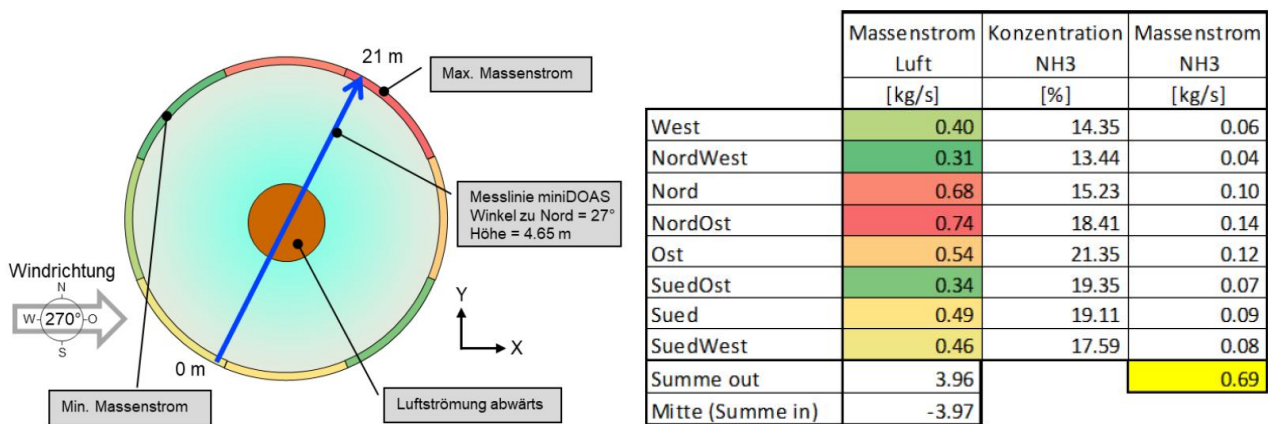 21 m
Max. Massenstrom
Messlinie miniDOAS
Winkel zu Nord = 27°
Höhe = 4.65 m
Windrichtung
N
W 270° O
S
0 m
Y
X
Min. Massenstrom
Luftströmung abwärts
Massenstrom Konzentration Massenstrom
Luft NH3 NH3
[kg/s] [%] [kg/s]
West 0.40 14.35 0.06
NordWest 0.31 13.44 0.04
Nord 0.68 15.23 0.10
NordOst 0.74 18.41 0.14
Ost 0.54 21.35 0.12
SuedOst 0.34 19.35 0.07
Sued 0.49 19.11 0.09
SuedWest 0.46 17.59 0.08
Summe out 3.96 0.69
Mitte (Summe in) -3.97